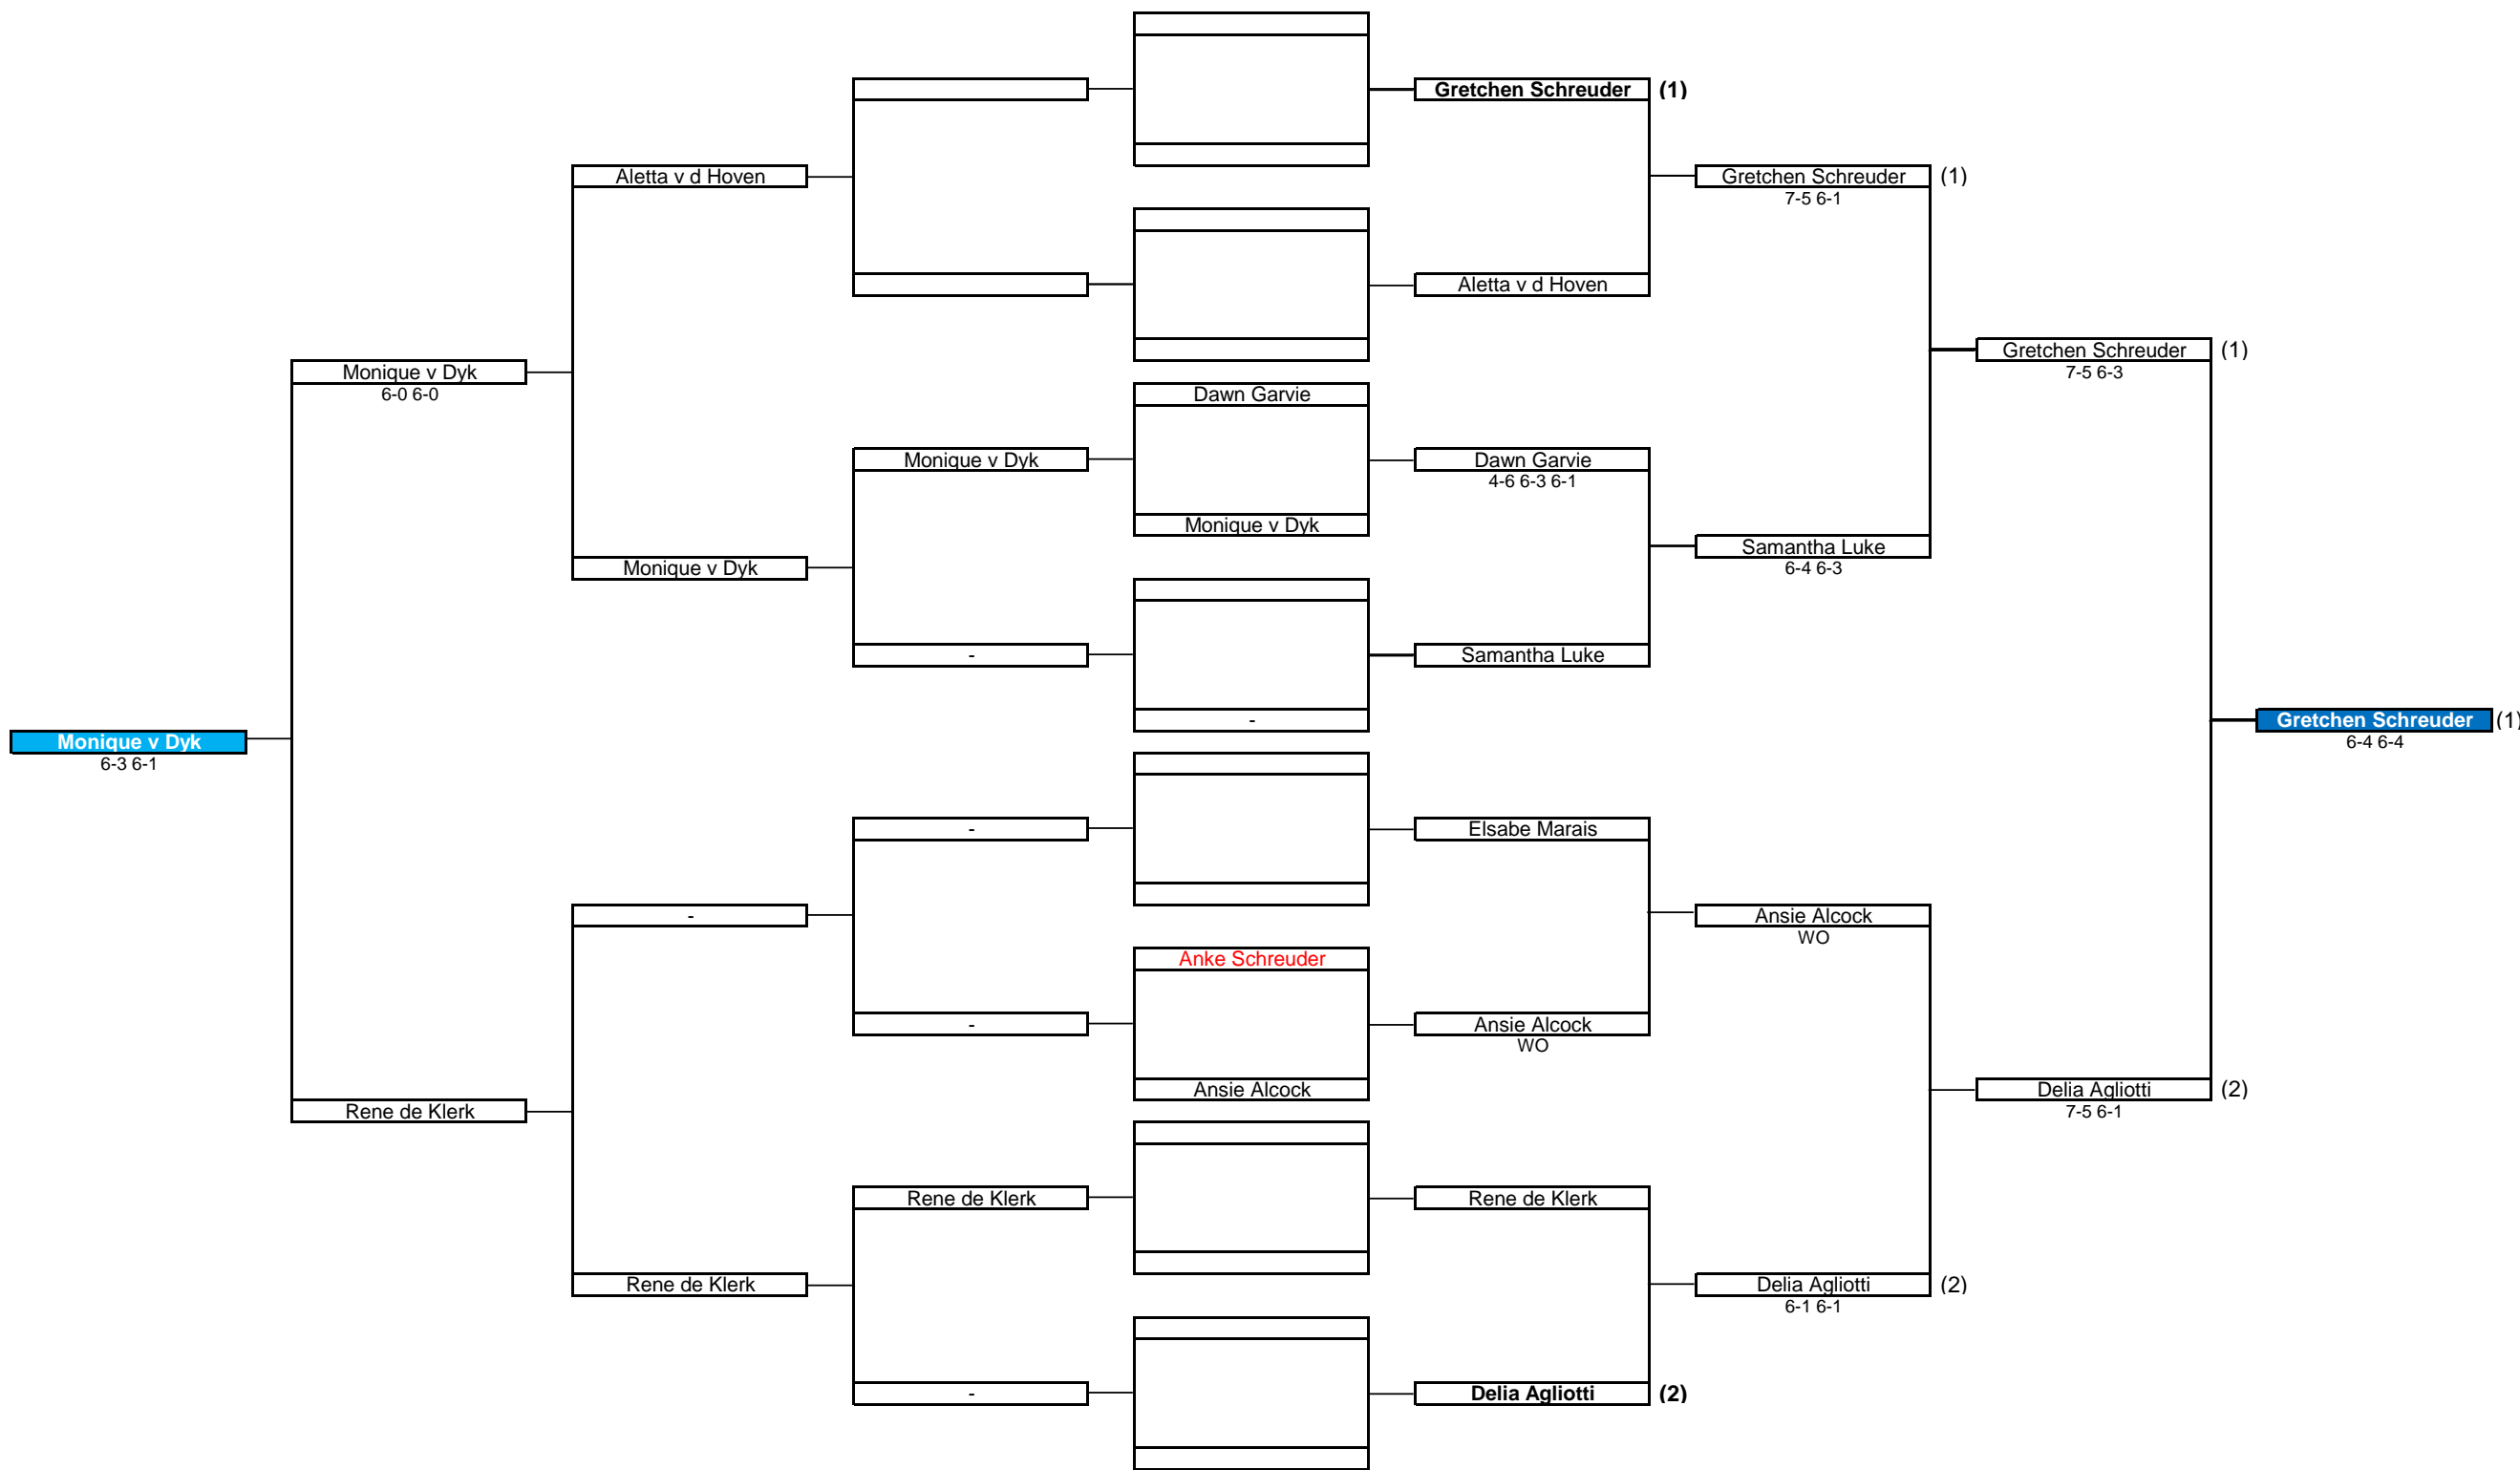 Gretchen Schreuder (1)
Aletta v d Hoven
Gretchen Schreuder (1)
7-5 6-1
Aletta v d Hoven
Gretchen Schreuder (1)
7-5 6-3
Monique v Dyk
6-0 6-0
Dawn Garvie
Monique v Dyk
Dawn Garvie
4-6 6-3 6-1
Monique v Dyk
Samantha Luke
6-4 6-3
Monique v Dyk
-
Samantha Luke
-
Gretchen Schreuder (1)
6-4 6-4
Monique v Dyk
6-3 6-1
-
Elsabe Marais
-
Ansie Alcock
WO
Anke Schreuder
-
Ansie Alcock
WO
Ansie Alcock
Delia Agliotti (2)
7-5 6-1
Rene de Klerk
Rene de Klerk
Rene de Klerk
Rene de Klerk
Delia Agliotti (2)
6-1 6-1
-
Delia Agliotti (2)